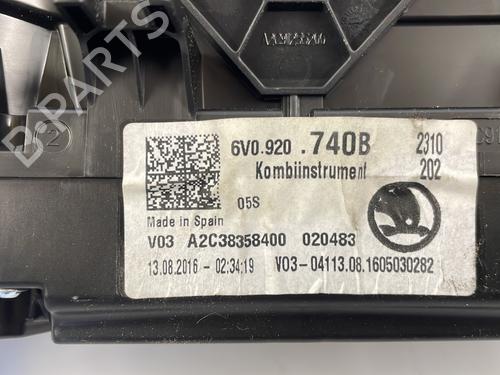 D PARTS
6V0.920 .740B 2310
Kombiinstrument 202
05S
Made in Spain
V03 A2C38358400 020483
13.08.2016 - 02:34:19 V03-04113.08.1605030282